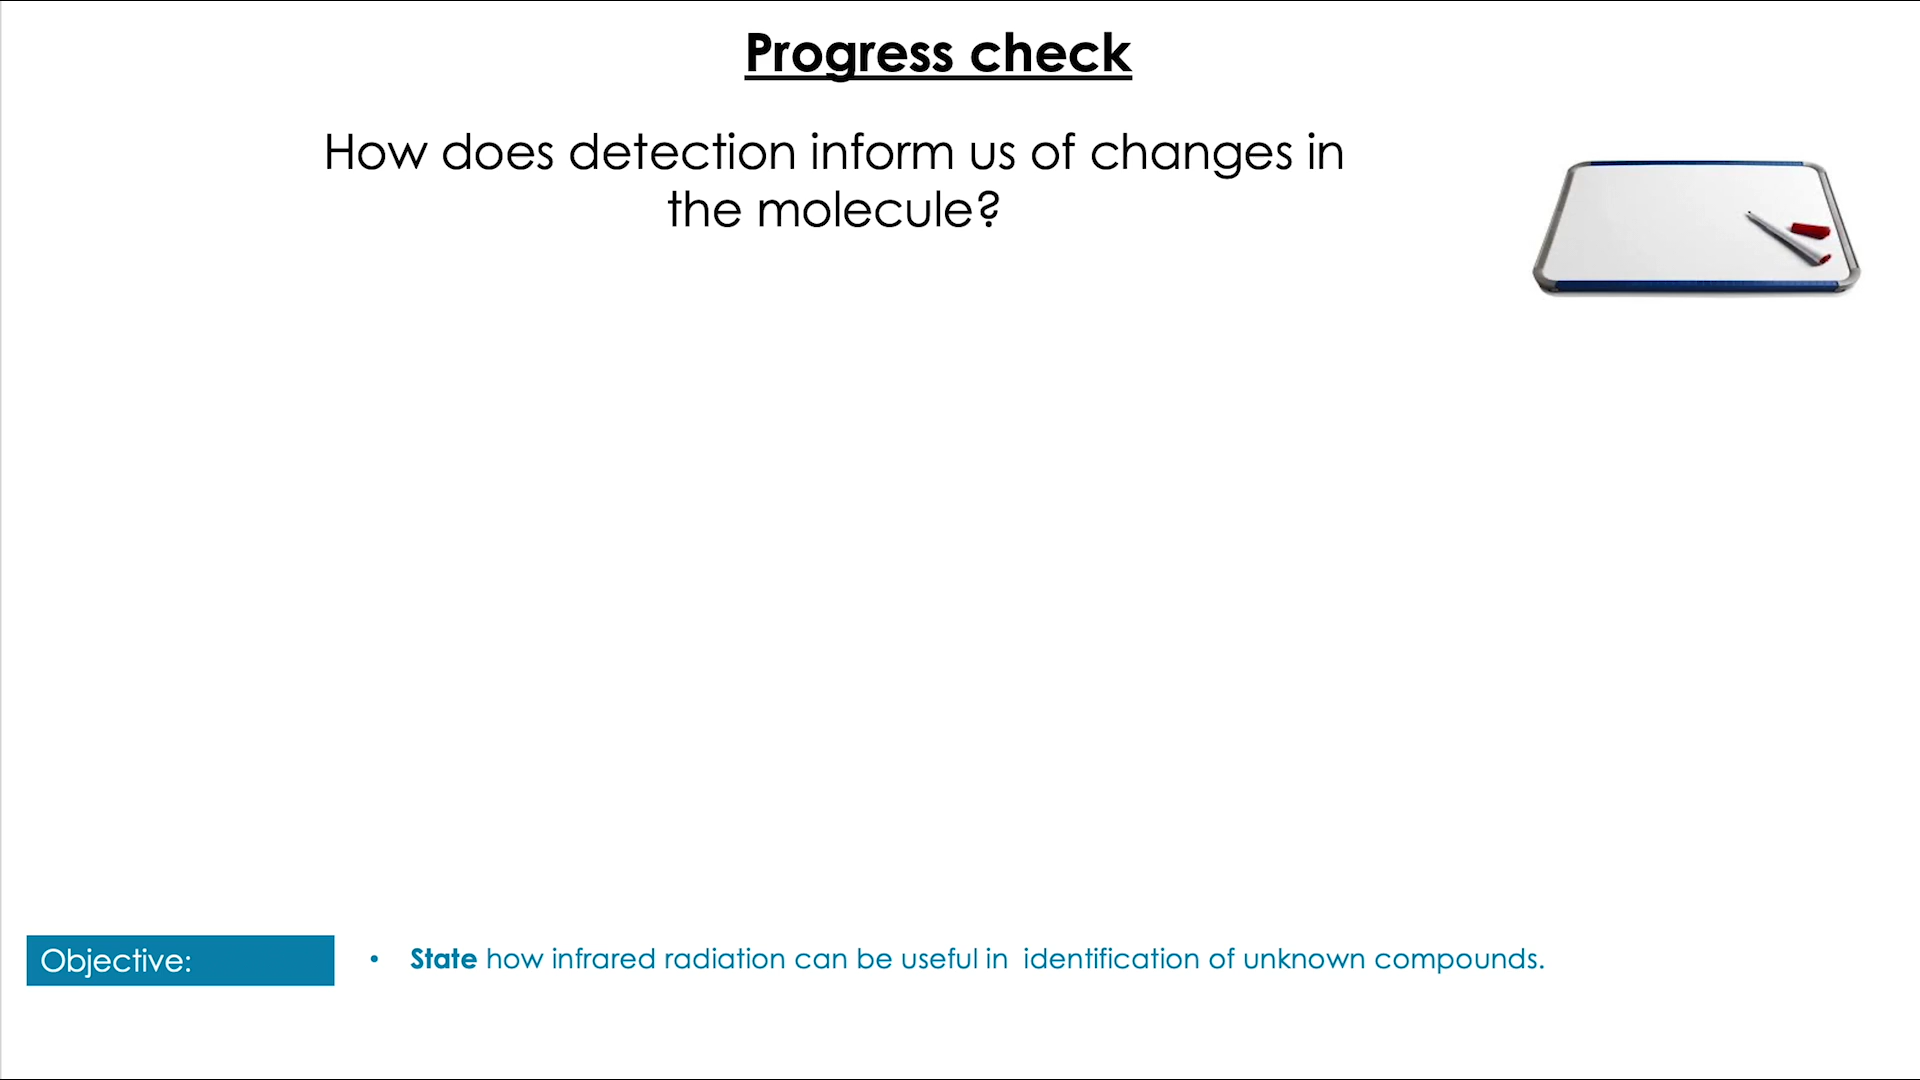 Progress check
How does detection inform us of changes in
the molecule?
Objective:
• State how infrared radiation can be useful in identification of unknown compounds.